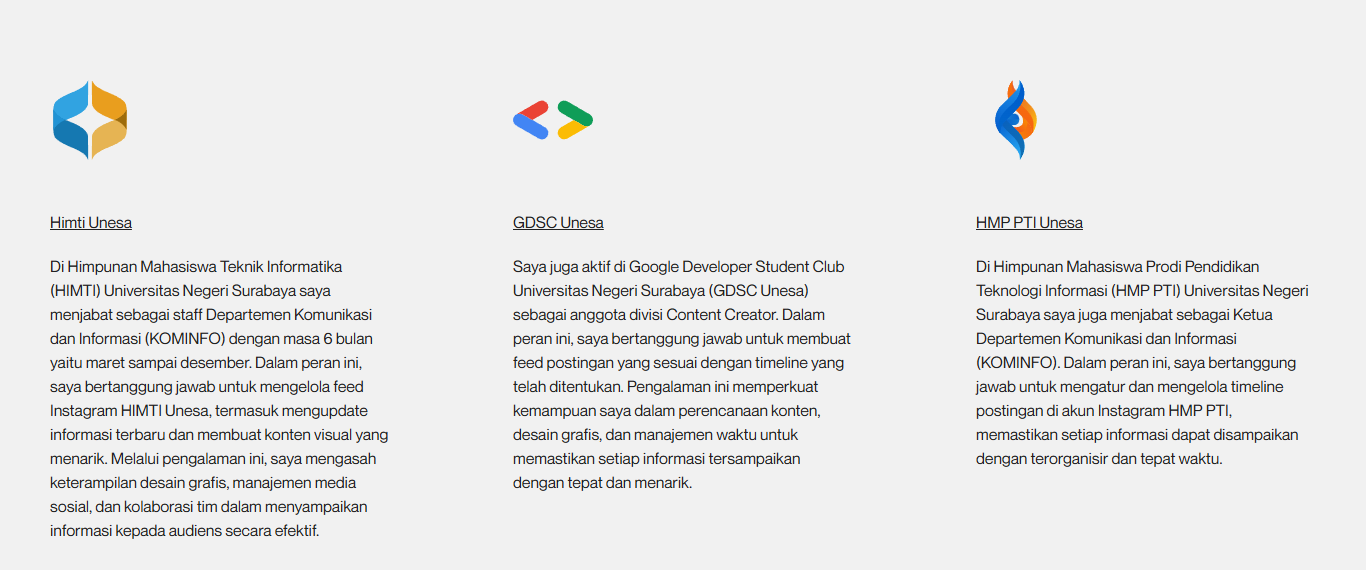 Himti Unesa
Di Himpunan Mahasiswa Teknik Informatika
(HIMTI) Universitas Negeri Surabaya saya
menjabat sebagai staff Departemen Komunikasi
dan Informasi (KOMINFO) dengan masa 6 bulan
yaitu maret sampai desember. Dalam peran ini,
saya bertanggung jawab untuk mengelola feed
Instagram HIMTI Unesa, termasuk mengupdate
informasi terbaru dan membuat konten visual yang
menarik. Melalui pengalaman ini, saya mengasah
keterampilan desain grafis, manajemen media
sosial, dan kolaborasi tim dalam menyampaikan
informasi kepada audiens secara efektif.
GDSC Unesa
Saya juga aktif di Google Developer Student Club
Universitas Negeri Surabaya (GDSC Unesa)
sebagai anggota divisi Content Creator. Dalam
peran ini, saya bertanggung jawab untuk membuat
feed postingan yang sesuai dengan timeline yang
telah ditentukan. Pengalaman ini memperkuat
kemampuan saya dalam perencanaan konten,
desain grafis, dan manajemen waktu untuk
memastikan setiap informasi tersampaikan
dengan tepat dan menarik.
HMP PTI Unesa
Di Himpunan Mahasiswa Prodi Pendidikan
Teknologi Informasi (HMP PTI) Universitas Negeri
Surabaya saya juga menjabat sebagai Ketua
Departemen Komunikasi dan Informasi
(KOMINFO). Dalam peran ini, saya bertanggung
jawab untuk mengatur dan mengelola timeline
postingan di akun Instagram HMP PTI,
memastikan setiap informasi dapat disampaikan
dengan terorganisir dan tepat waktu.